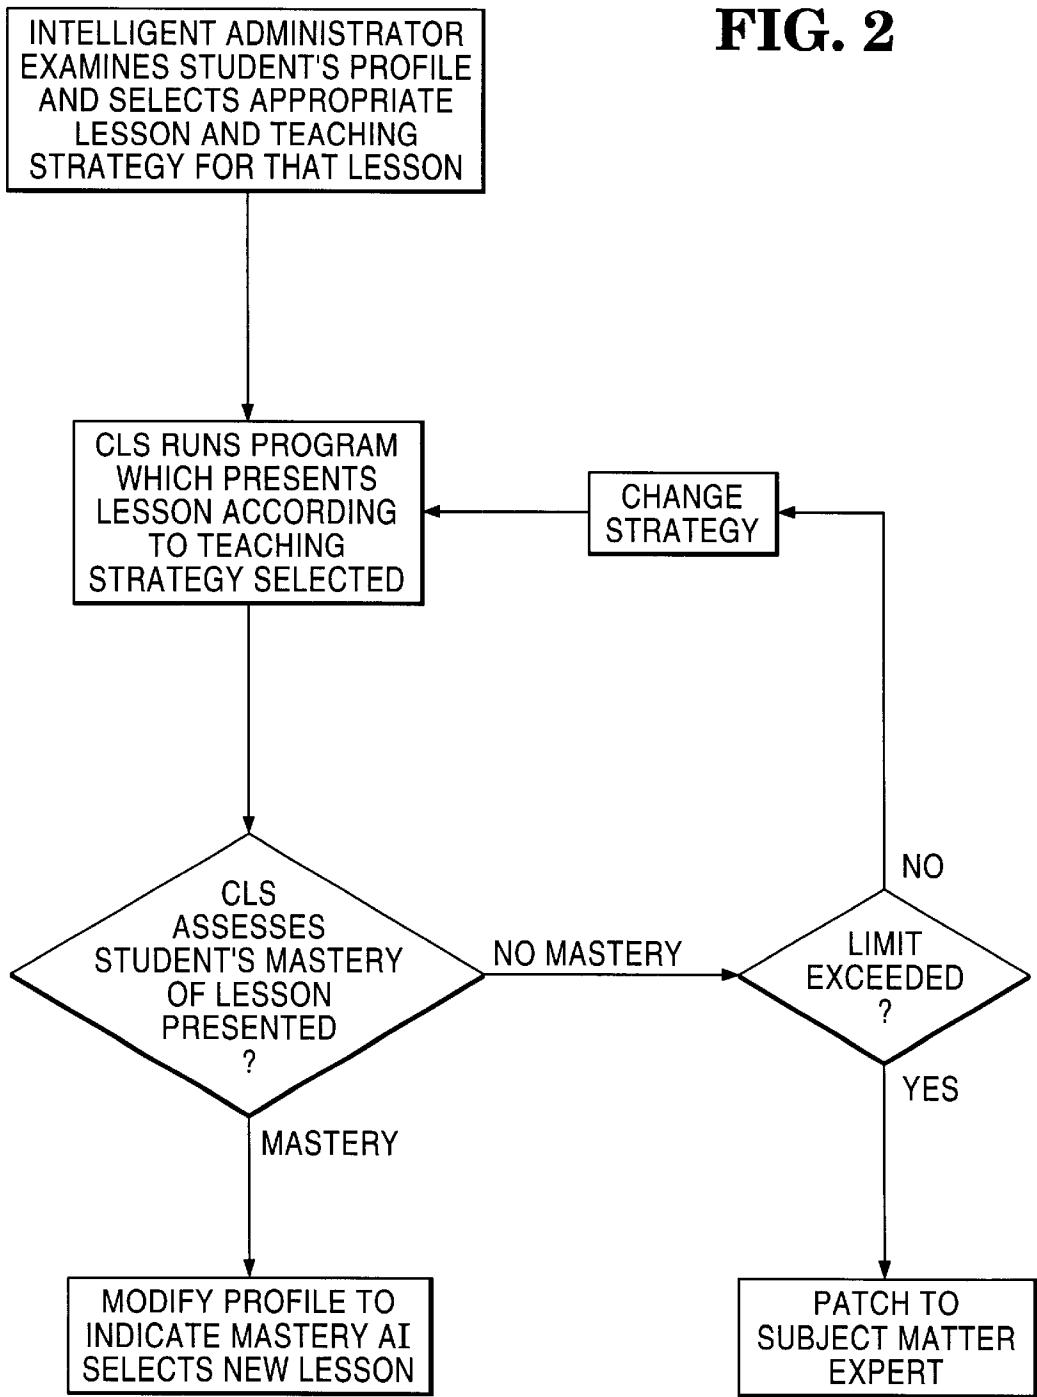 FIG. 2
INTELLIGENT ADMINISTRATOR
EXAMINES STUDENT'S PROFILE
AND SELECTS APPROPRIATE
LESSON AND TEACHING
STRATEGY FOR THAT LESSON
CLS RUNS PROGRAM
WHICH PRESENTS
LESSON ACCORDING
TO TEACHING
STRATEGY SELECTED
CHANGE
STRATEGY
CLS
ASSESSES
STUDENT'S MASTERY
OF LESSON
PRESENTED
?
NO MASTERY
NO
LIMIT
EXCEEDED
?
YES
MASTERY
MODIFY PROFILE TO
INDICATE MASTERY AI
SELECTS NEW LESSON
PATCH TO
SUBJECT MATTER
EXPERT